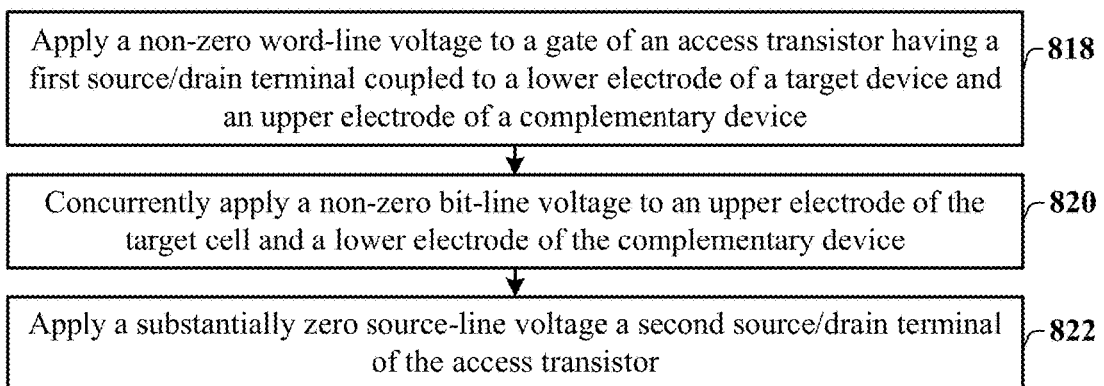 Apply a non-zero word-line voltage to a gate of an access transistor having a
first source/drain terminal coupled to a lower electrode of a target device and
an upper electrode of a complementary device
818
Concurrently apply a non-zero bit-line voltage to an upper electrode of the
target cell and a lower electrode of the complementary device
820
Apply a substantially zero source-line voltage a second source/drain terminal
of the access transistor
822